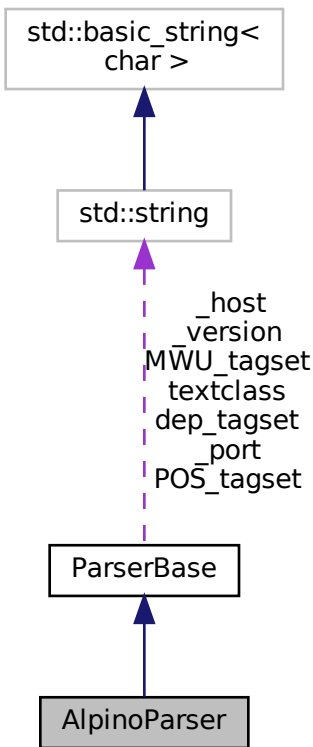 std::basic_string<
char >
std::string
_host
_version
MWU_tagset
textclass
dep_tagset
_port
POS_tagset
ParserBase
AlpinoParser